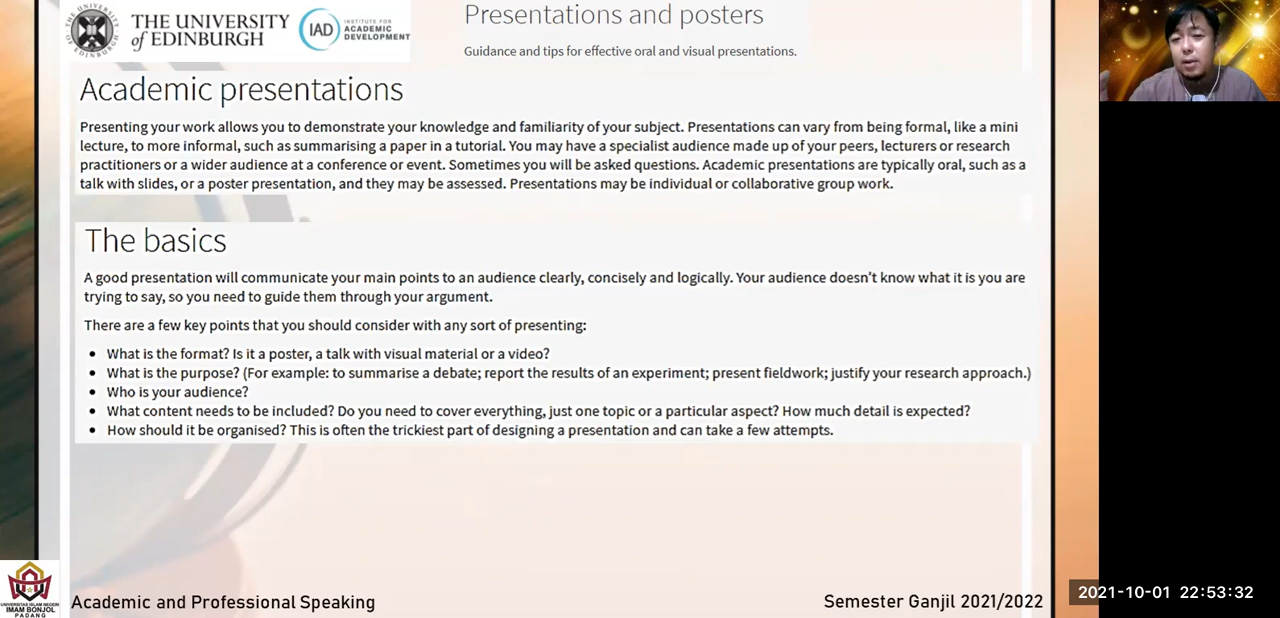 THE UNIVERSITY
of EDINBURGH
IAD
INSTITUTE FOR
ACADEMIC
DEVELOPMENT
Presentations and posters
Guidance and tips for effective oral and visual presentations.
Academic presentations
Presenting your work allows you to demonstrate your knowledge and familiarity of your subject. Presentations can vary from being formal, like a mini
lecture, to more informal, such as summarising a paper in a tutorial. You may have a specialist audience made up of your peers, lecturers or research
practitioners or a wider audience at a conference or event. Sometimes you will be asked questions. Academic presentations are typically oral, such as a
talk with slides, or a poster presentation, and they may be assessed. Presentations may be individual or collaborative group work.
The basics
A good presentation will communicate your main points to an audience clearly, concisely and logically. Your audience doesn't know what it is you are
trying to say, so you need to guide them through your argument.
There are a few key points that you should consider with any sort of presenting:
• What is the format? Is it a poster, a talk with visual material or a video?
• What is the purpose? (For example: to summarise a debate; report the results of an experiment; present fieldwork; justify your research approach.)
• Who is your audience?
• What content needs to be included? Do you need to cover everything, just one topic or a particular aspect? How much detail is expected?
• How should it be organised? This is often the trickiest part of designing a presentation and can take a few attempts.
UNIVERSITAS ISLAM NEGERI
IMAM BONJOL
PADANG
Academic and Professional Speaking
Semester Ganjil 2021/2022
2021-10-01 22:53:32